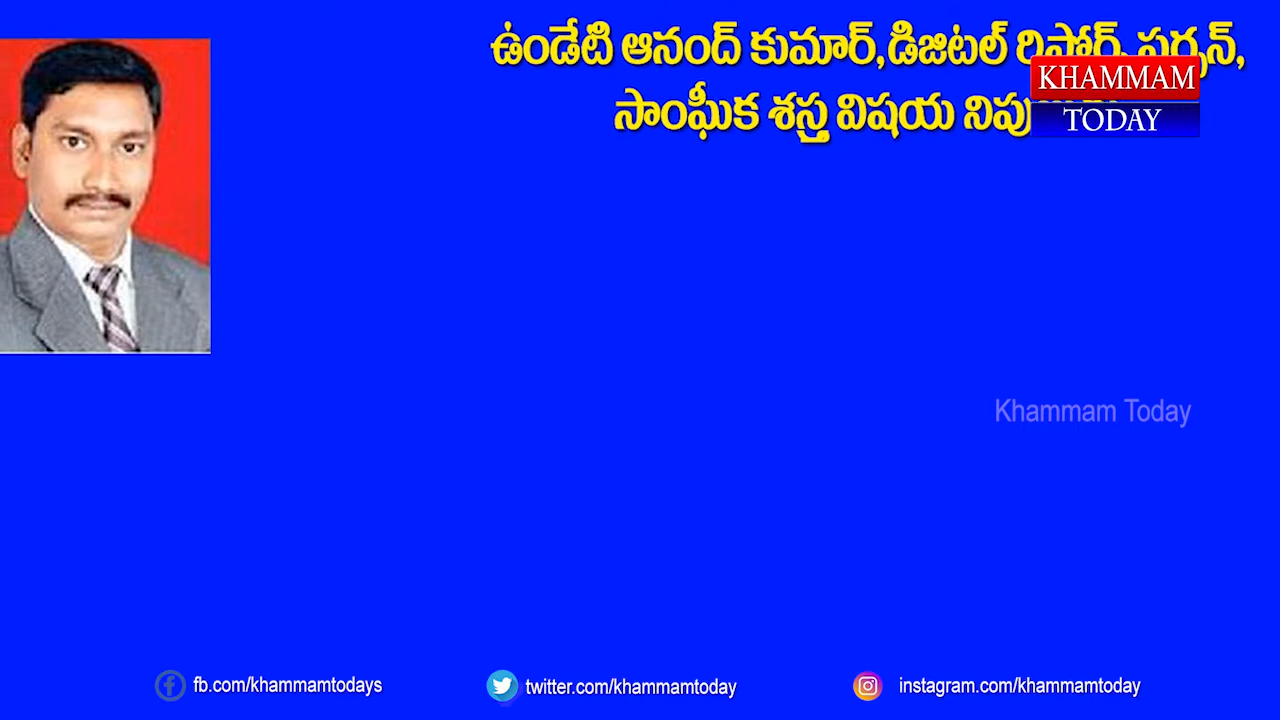 ఉండేటి ఆనంద్ కుమార్, డిజిటల్
సాంఘీక శస్త్ర విషయ
KHAMMAM
TODAY
Khammam Today
fb.com/khammamtodays
twitter.com/khammamtoday
instagram.com/khammamtoday